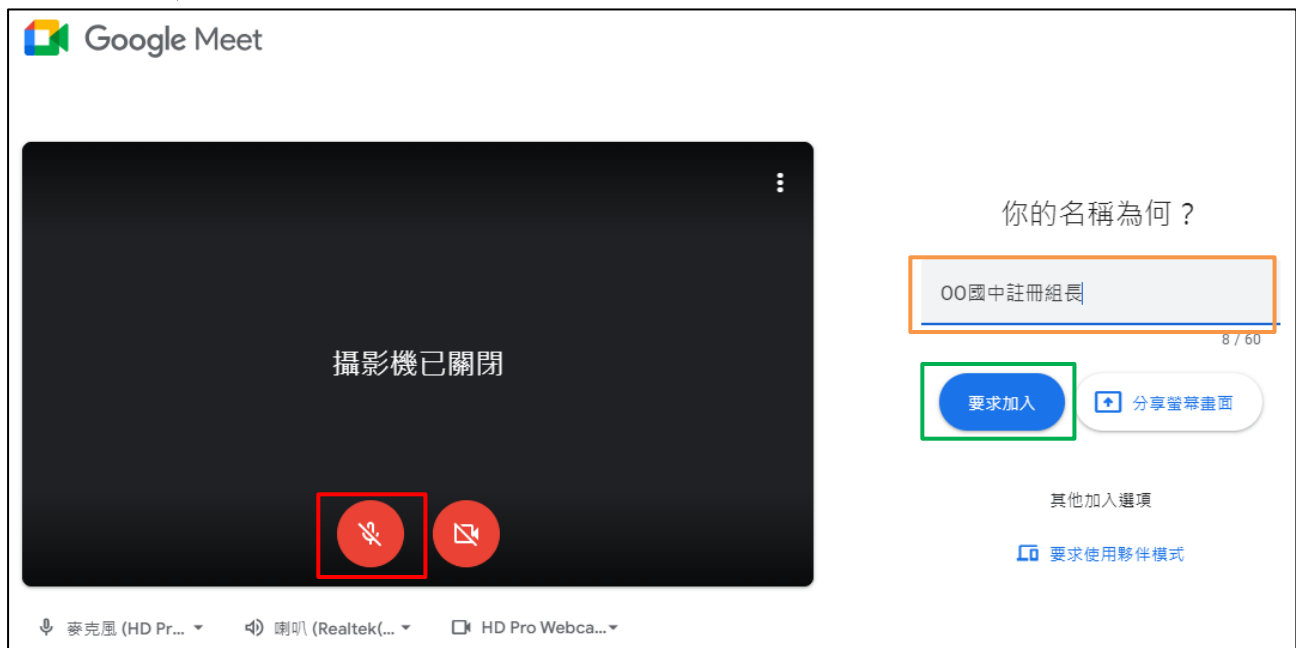 Google Meet
你的名稱為何？
OO國中註冊組長
8 / 60
攝影機已關閉
要求加入
分享螢幕畫面
其他加入選項
要求使用夥伴模式
麥克風 (HD Pr...
喇叭 (Realtek(...
HD Pro Webca...